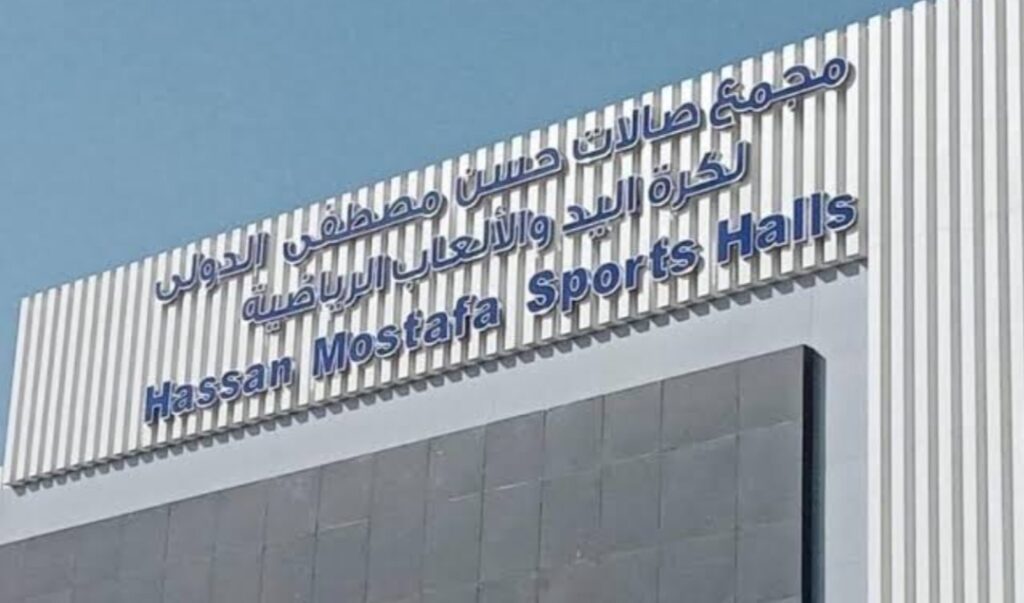 مجمع صالات حسن مصطفى الدولى
لكرة اليد والألعاب الرياضية
Hassan Mostafa Sports Halls